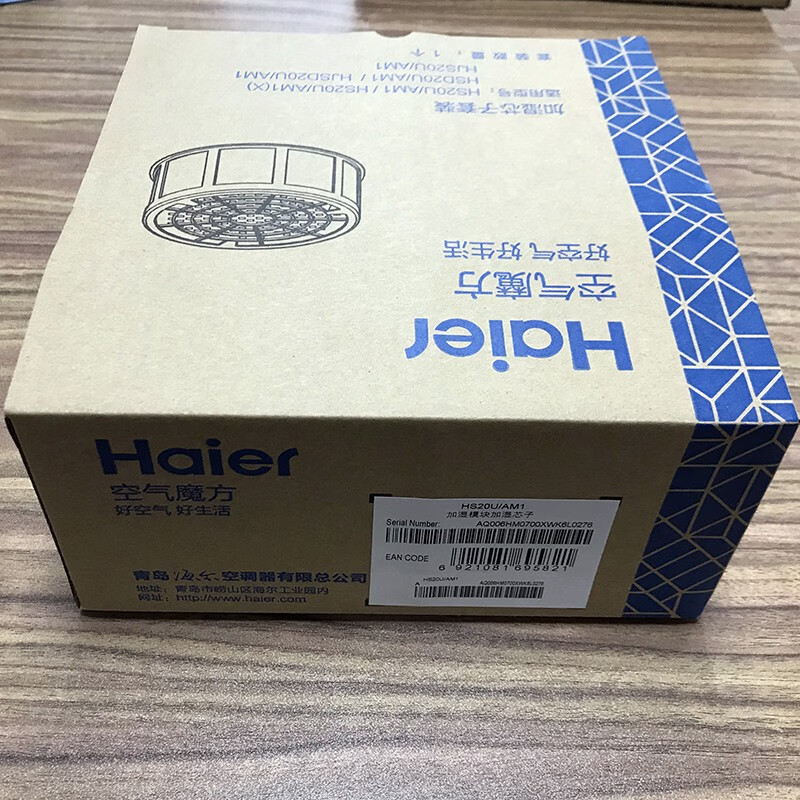 Haier
空气魔方
好空气 好生活
加湿芯子套装
适用型号：HS20U/AM1 / HS20U/AM1(X)
HSD20U/AM1 / HJSD20U/AM1
HJS20U/AM1
套装数量：1个
Haier
空气魔方
好空气 好生活
青岛海尔空调器有限总公司
地址：青岛市崂山区海尔工业园内
网址：http://www.haier.com
HS20U/AM1
加湿模块加湿芯子
Serial Number: AQ006HM0700XWK6L0276
EAN CODE
6 921081 695821
HS20U/AM1 AQ006HM0700XWK6L0276
A